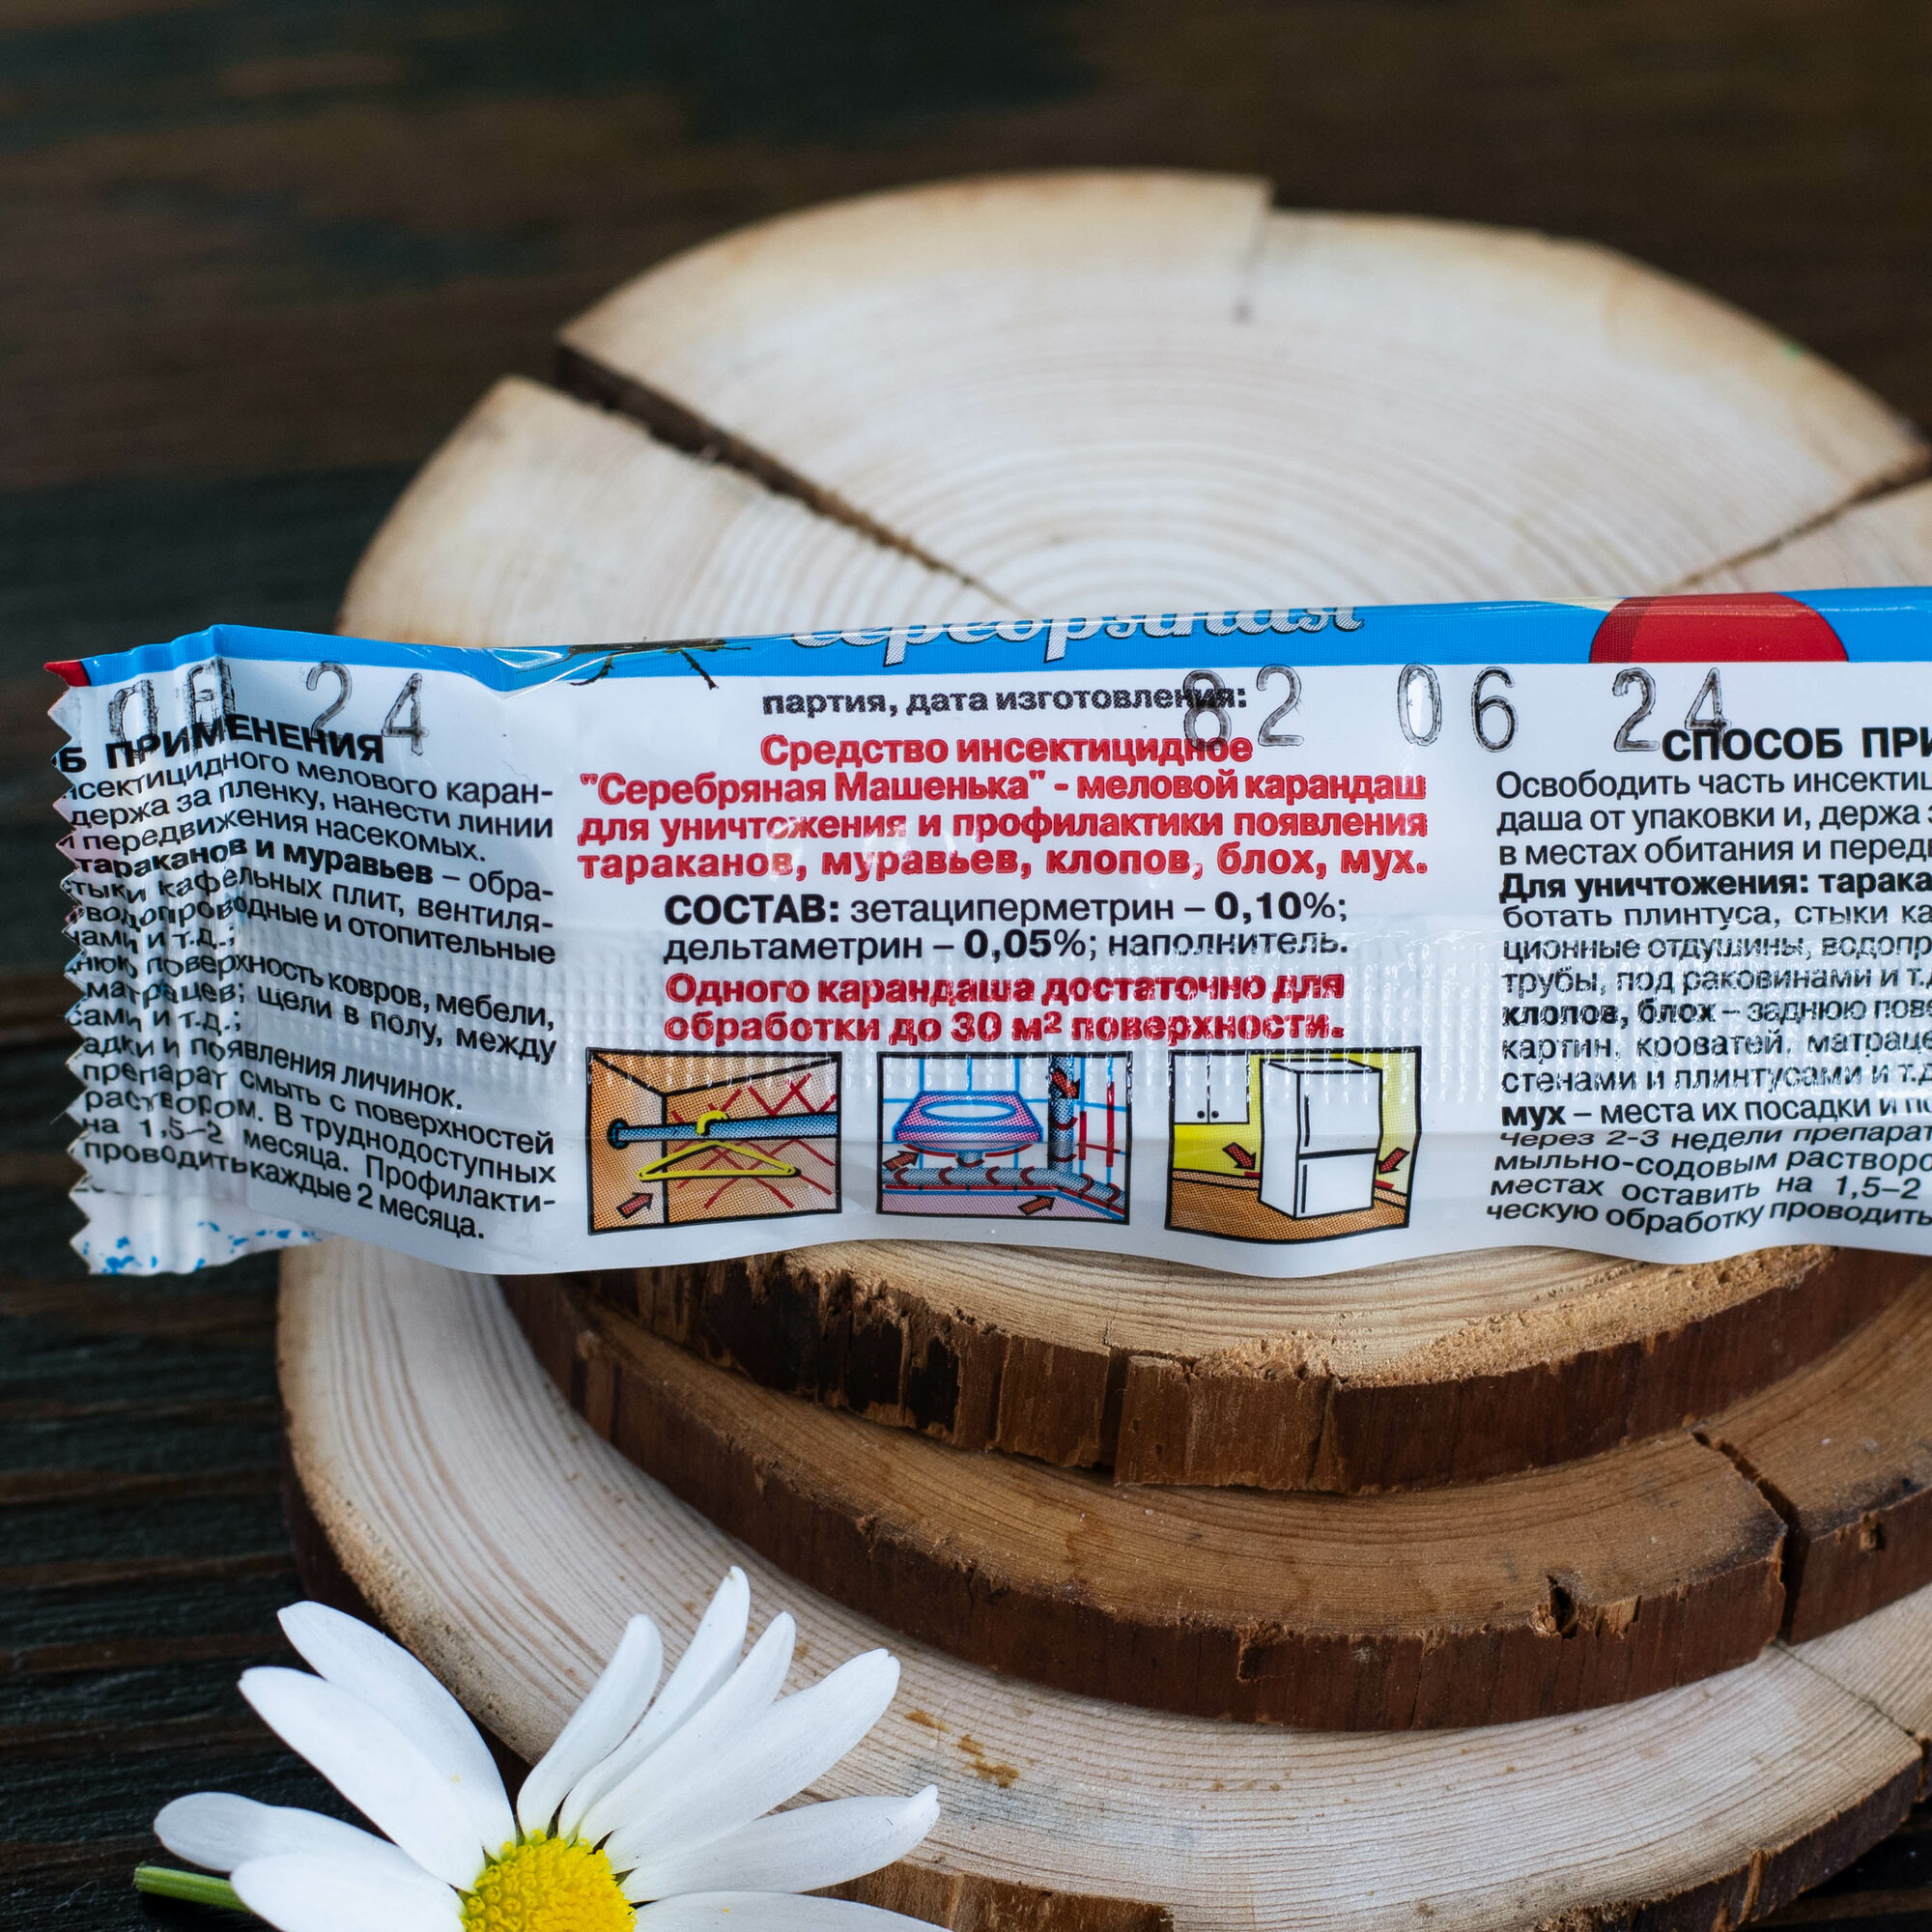 серебряная
24
партия, дата изготовления: 82 06 24
Б ПРИМЕНЕНИЯ
нсектицидного мелового каран-
держа за пленку, нанести линии
и передвижения насекомых.
тараканов и муравьев – обра-
стыки кафельных плит, вентиля-
водопроводные и отопительные
ами и т.д.;
нюю поверхность ковров, мебели,
матрацев; щели в полу, между
сами и т.д.;
адки и появления личинок.
препарат смыть с поверхностей
раствором. В труднодоступных
на 1,5–2 месяца. Профилакти-
проводить каждые 2 месяца.
Средство инсектицидное
"Серебряная Машенька" - меловой карандаш
для уничтожения и профилактики появления
тараканов, муравьев, клопов, блох, мух.
СОСТАВ: зетациперметрин – 0,10%;
дельтаметрин – 0,05%; наполнитель.
Одного карандаша достаточно для
обработки до 30 м² поверхности.
СПОСОБ ПРИ
Освободить часть инсектиц
даша от упаковки и, держа
в местах обитания и перед
Для уничтожения: тарака
ботать плинтуса, стыки ка
ционные отдушины, водопр
трубы, под раковинами и т.д
клопов, блох – заднюю пов
картин, кроватей, матраце
стенами и плинтусами и т.д
мух – места их посадки и п
Через 2-3 недели препарат
мыльно-содовым растворо
местах оставить на 1,5–2
ческую обработку проводить